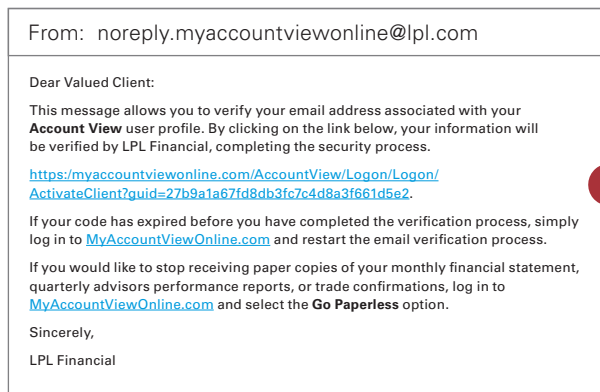 From: noreply.myaccountviewonline@lpl.com
Dear Valued Client:
This message allows you to verify your email address associated with your
Account View user profile. By clicking on the link below, your information will
be verified by LPL Financial, completing the security process.
https:/myaccountviewonline.com/AccountView/Logon/Logon/
ActivateClient?guid=27b9a1a67fd8db3fc7c4d8a3f661d5e2.
If your code has expired before you have completed the verification process, simply
log in to MyAccountViewOnline.com and restart the email verification process.
If you would like to stop receiving paper copies of your monthly financial statement,
quarterly advisors performance reports, or trade confirmations, log in to
MyAccountViewOnline.com and select the Go Paperless option.
Sincerely,
LPL Financial